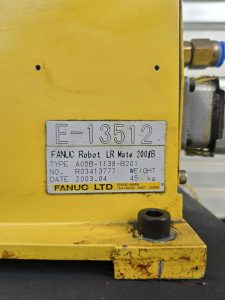 E-13512
FANUC Robot LR Mate 200iB
TYPE A05B-1138-B201
NO. R03413777 WEIGHT
DATE 2003.04 45 kg
FANUC LTD